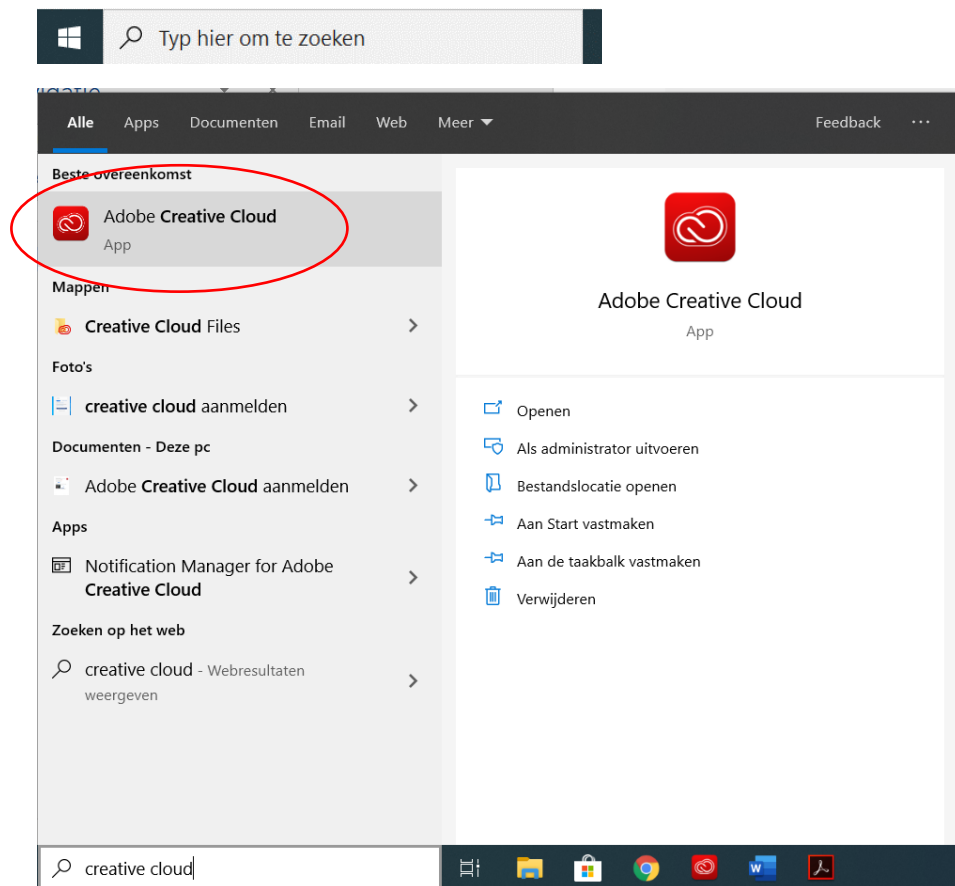 Typ hier om te zoeken
Alle Apps Documenten Email Web Meer Feedback ···
Beste overeenkomst
Adobe Creative Cloud
App
Mappen
Creative Cloud Files
Foto's
creative cloud aanmelden
Documenten - Deze pc
Adobe Creative Cloud aanmelden
Apps
Notification Manager for Adobe
Creative Cloud
Zoeken op het web
creative cloud - Webresultaten
weergeven
Adobe Creative Cloud
App
Openen
Als administrator uitvoeren
Bestandslocatie openen
Aan Start vastmaken
Aan de taakbalk vastmaken
Verwijderen
creative cloud